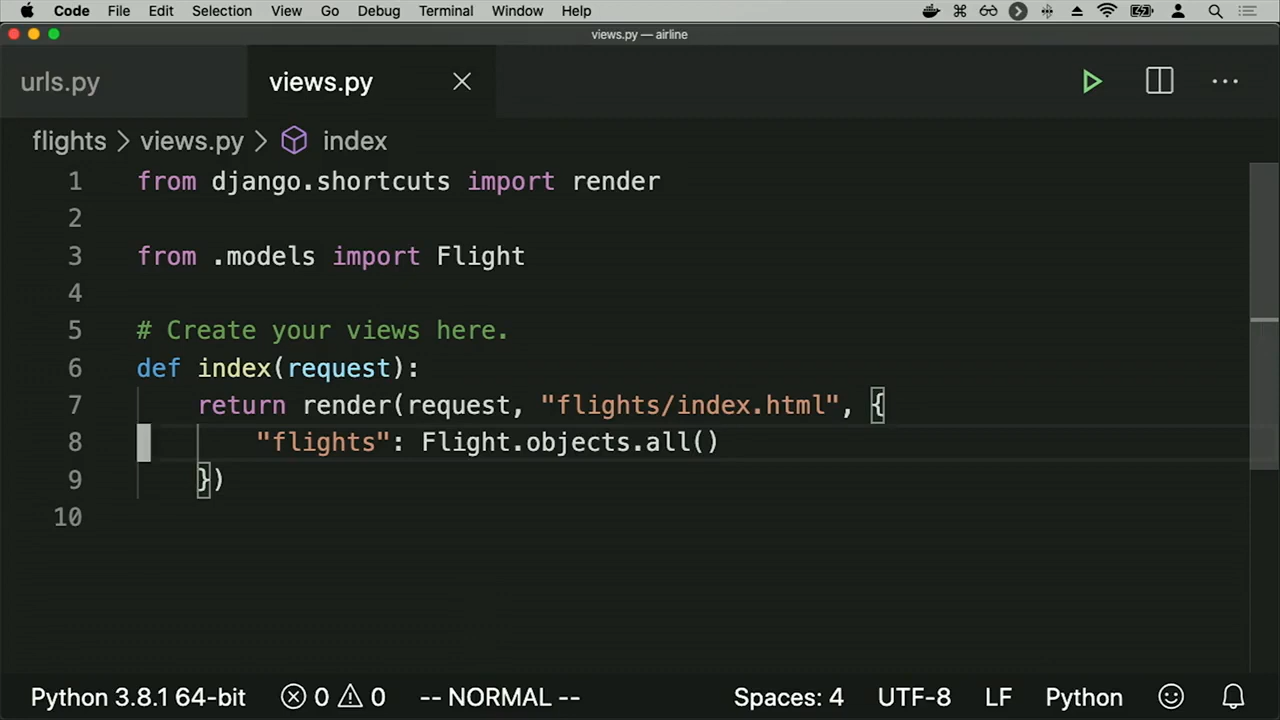 Code File Edit Selection View Go Debug Terminal Window Help
views.py — airline
urls.py views.py
flights > views.py > index
1 from django.shortcuts import render
2
3 from .models import Flight
4
5 # Create your views here.
6 def index(request):
7     return render(request, "flights/index.html", {
8         "flights": Flight.objects.all()
9     })
10
Python 3.8.1 64-bit 0 0 -- NORMAL -- Spaces: 4 UTF-8 LF Python